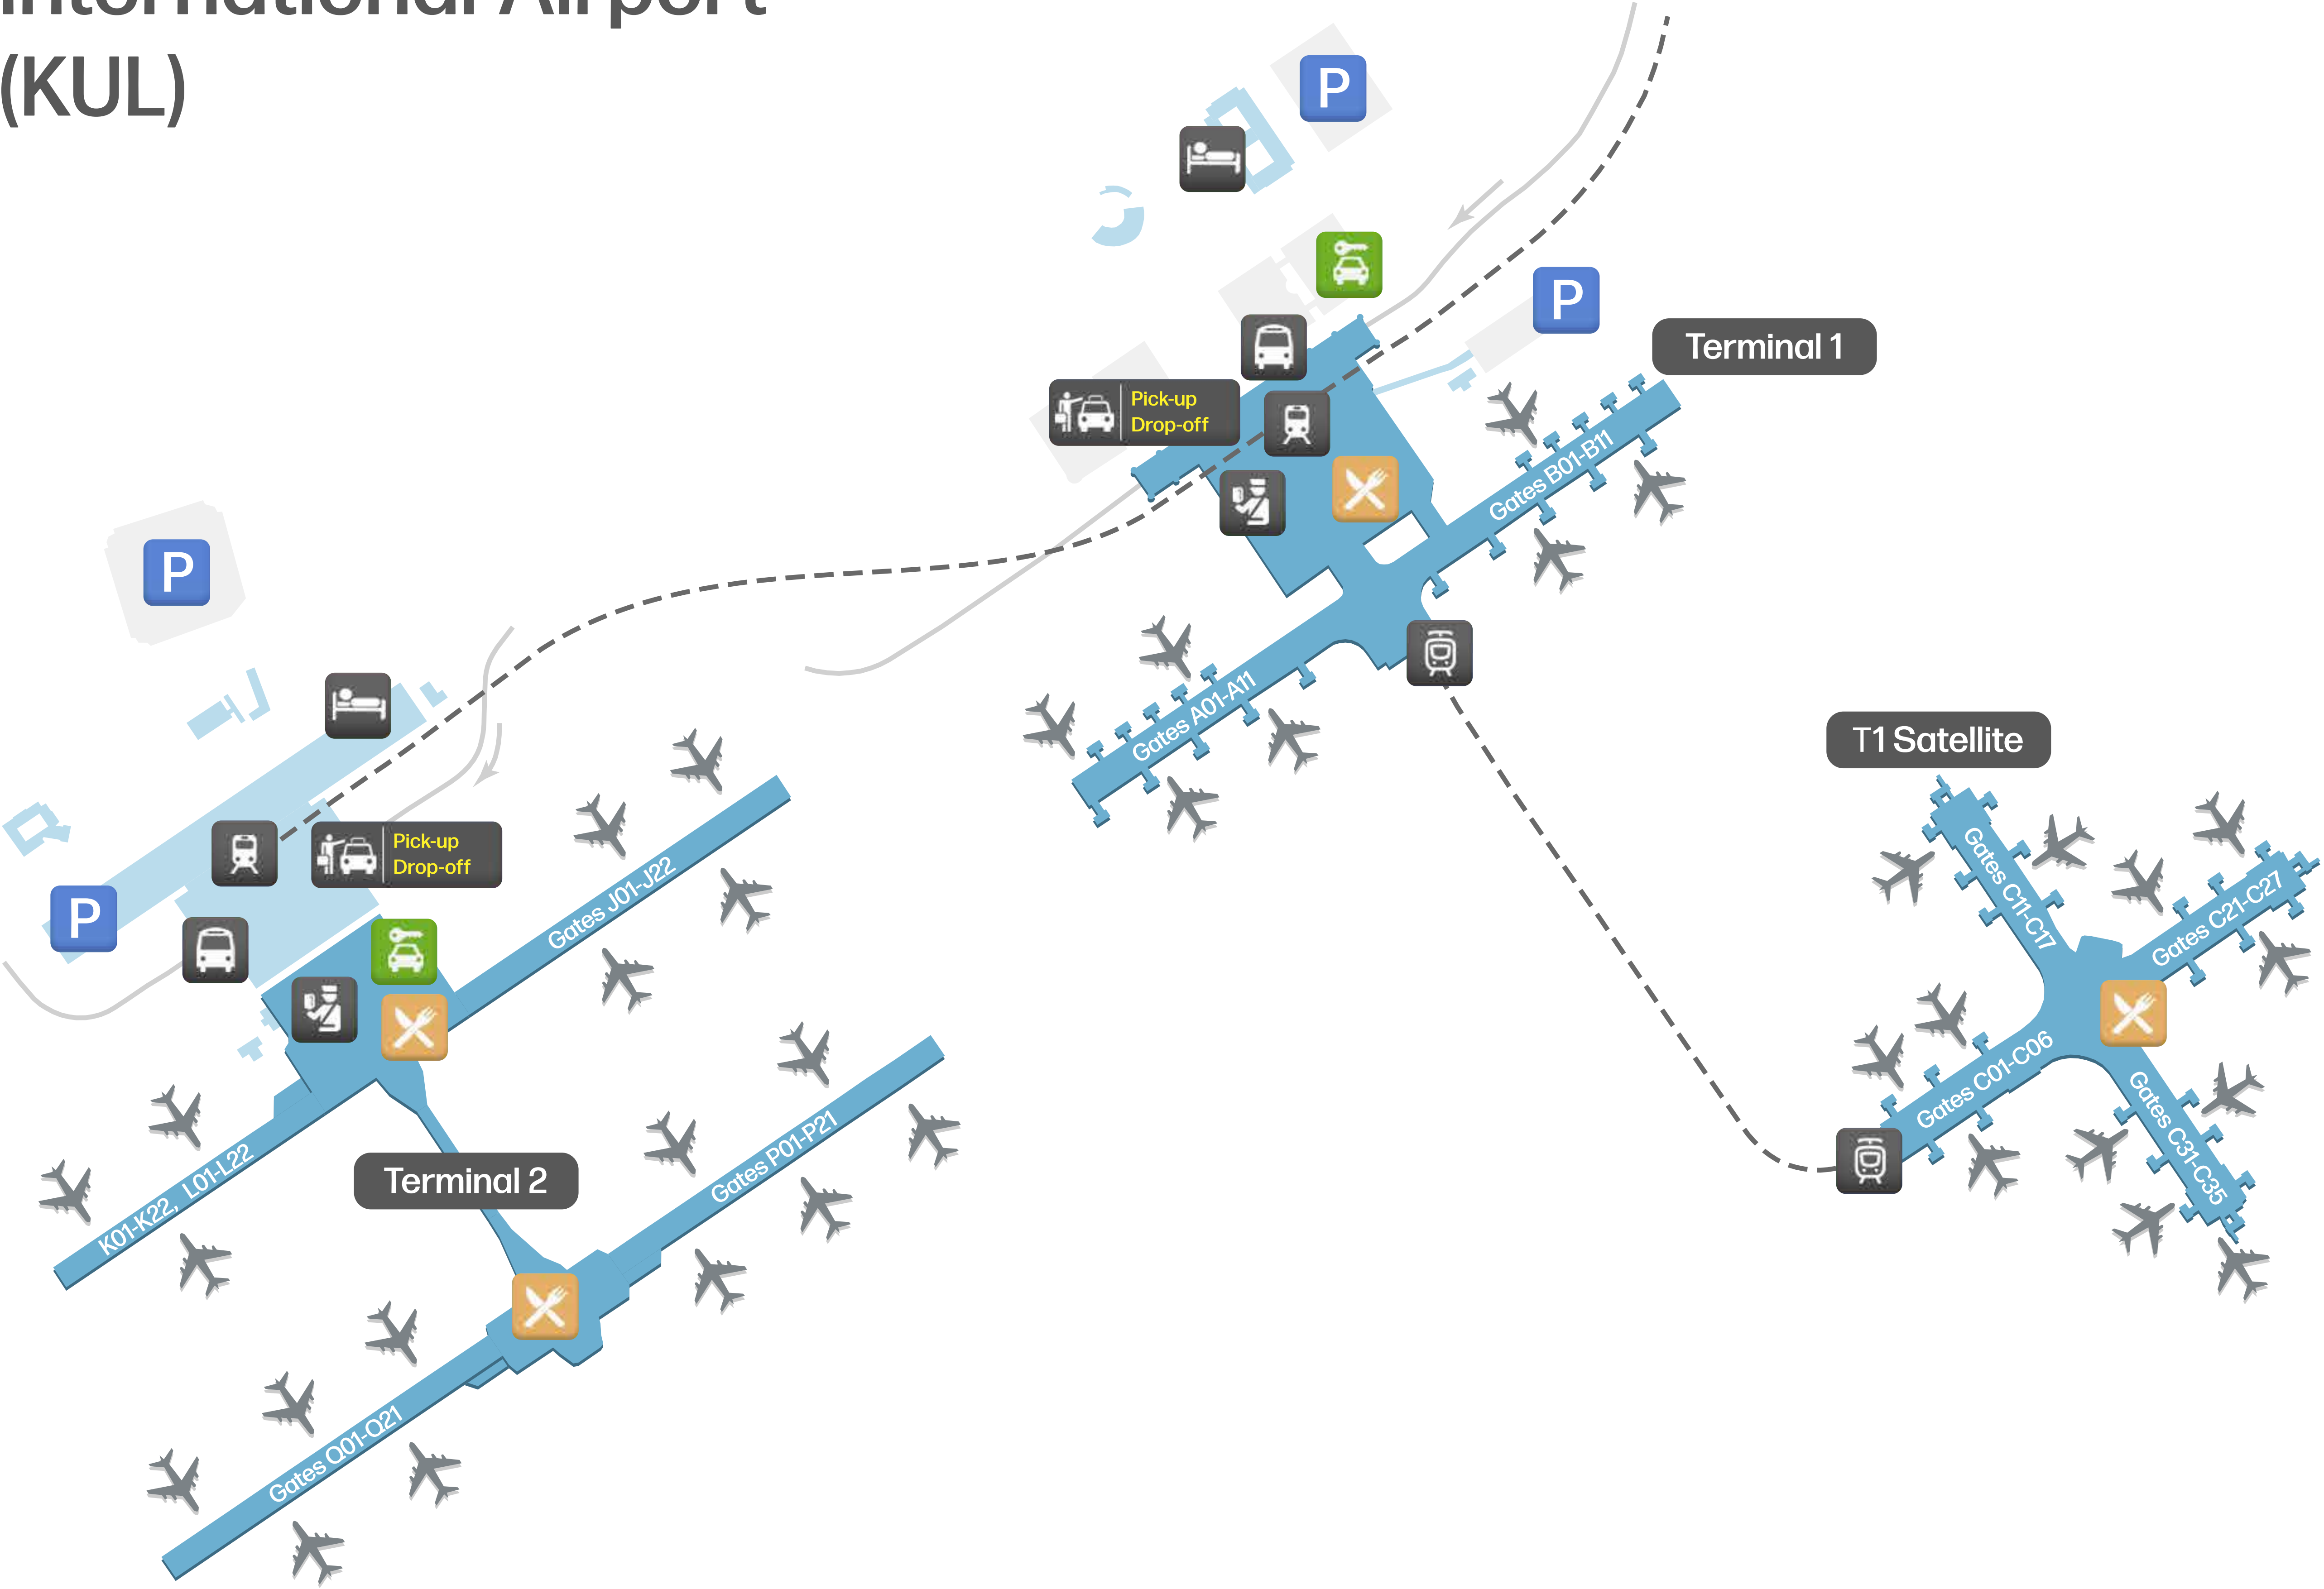 International Airport
(KUL)
P
P
Terminal 1
Pick-up
Drop-off
Gates B01-B11
P
Gates A01-A11
T1 Satellite
Pick-up
Drop-off
Gates J01-J22
P
Gates C11-C17
Gates C21-C27
Gates C01-C06
Gates C31-C35
Gates P01-P21
Terminal 2
K01-K22, L01-L22
Gates Q01-Q21